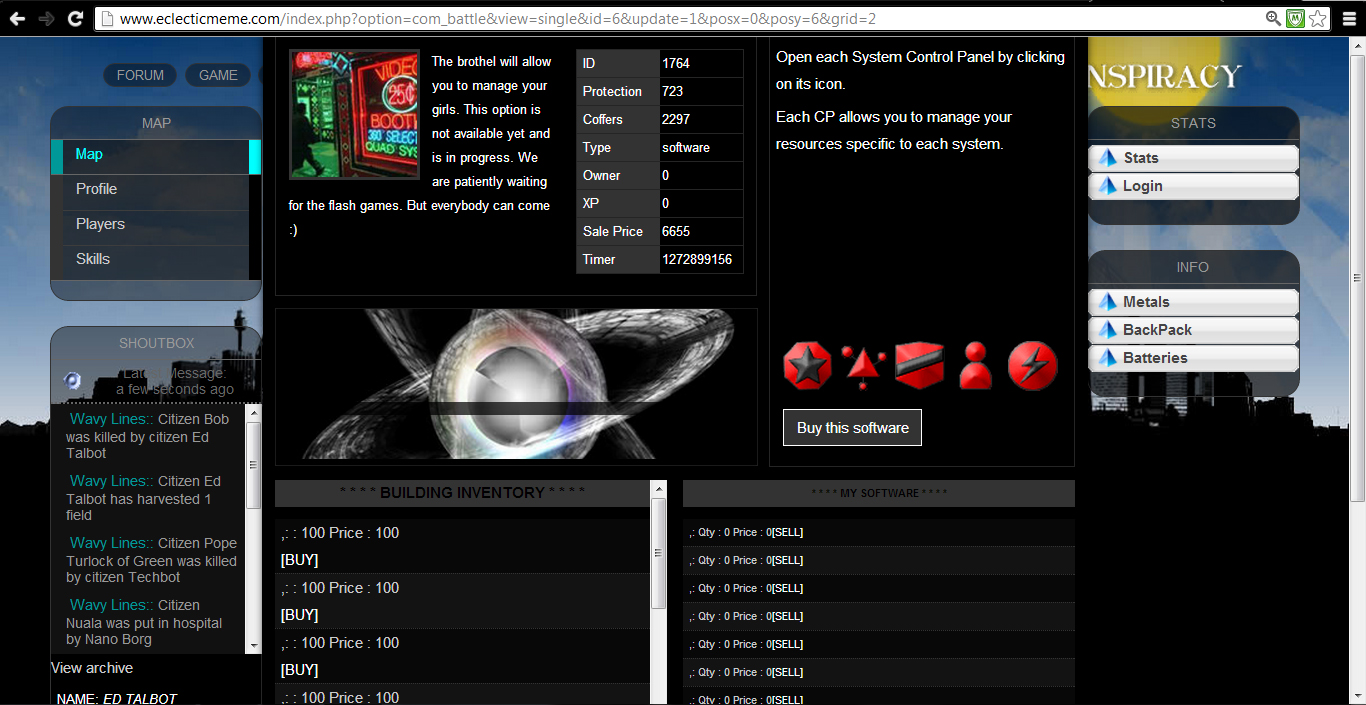 www.eclecticmeme.com/index.php?option=com_battle&view=single&id=6&update=1&posx=0&posy=6&grid=2
FORUM
GAME
MAP
Map
Profile
Players
Skills
SHOUTBOX
Latest Message:
a few seconds ago
Wavy Lines:: Citizen Bob
was killed by citizen Ed
Talbot
Wavy Lines:: Citizen Ed
Talbot has harvested 1
field
Wavy Lines:: Citizen Pope
Turlock of Green was killed
by citizen Techbot
Wavy Lines:: Citizen
Nuala was put in hospital
by Nano Borg
View archive
NAME: ED TALBOT
VIDEO
25¢
BOOTH
360 SELECT
QUAD SYS
The brothel will allow
you to manage your
girls. This option is
not available yet and
is in progress. We
are patiently waiting
for the flash games. But everybody can come
:)
ID 1764
Protection 723
Coffers 2297
Type software
Owner 0
XP 0
Sale Price 6655
Timer 1272899156
Open each System Control Panel by clicking
on its icon.
Each CP allows you to manage your
resources specific to each system.
Buy this software
* * * * BUILDING INVENTORY * * * *
,: : 100 Price : 100
[BUY]
,: : 100 Price : 100
[BUY]
,: : 100 Price : 100
[BUY]
,: : 100 Price : 100
* * * * MY SOFTWARE * * * *
,: Qty : 0 Price : 0[SELL]
,: Qty : 0 Price : 0[SELL]
,: Qty : 0 Price : 0[SELL]
,: Qty : 0 Price : 0[SELL]
,: Qty : 0 Price : 0[SELL]
,: Qty : 0 Price : 0[SELL]
,: Qty : 0 Price : 0[SELL]
NSPIRACY
STATS
Stats
Login
INFO
Metals
BackPack
Batteries